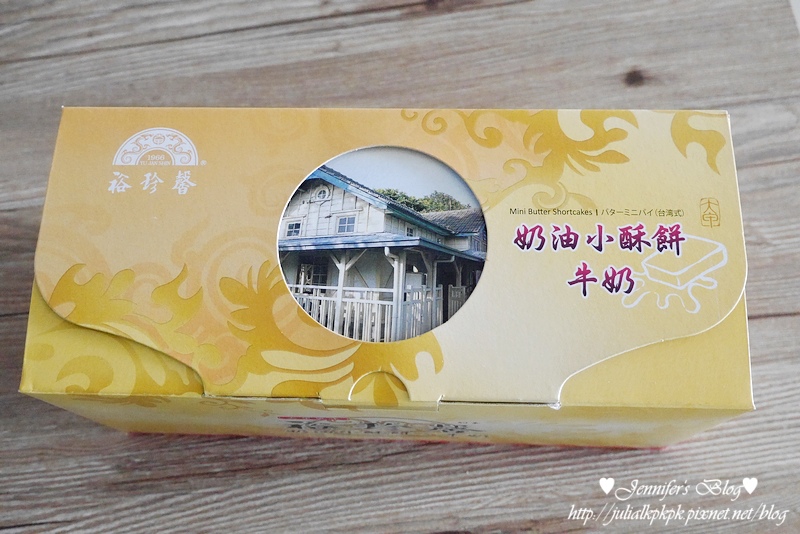 1966
裕珍馨
®
Mini Butter Shortcakes | バターミニパイ(台湾式)
大甲
奶油小酥餅
牛奶
♥Jennifer's Blog♥
http://julialkpkpk.pixnet.net/blog